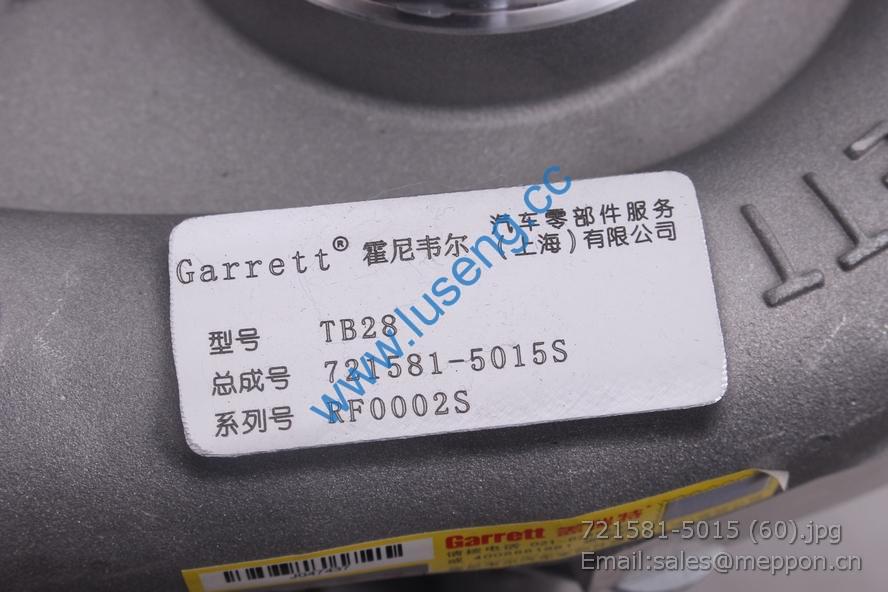 Garrett® 霍尼韦尔 汽车零部件服务
(上海)有限公司
型号 TB28
总成号 721581-5015S
系列号 RF0002S
www.luseng.cc
Garrett
J047437
721581-5015 (60).jpg
Email:sales@meppon.cn